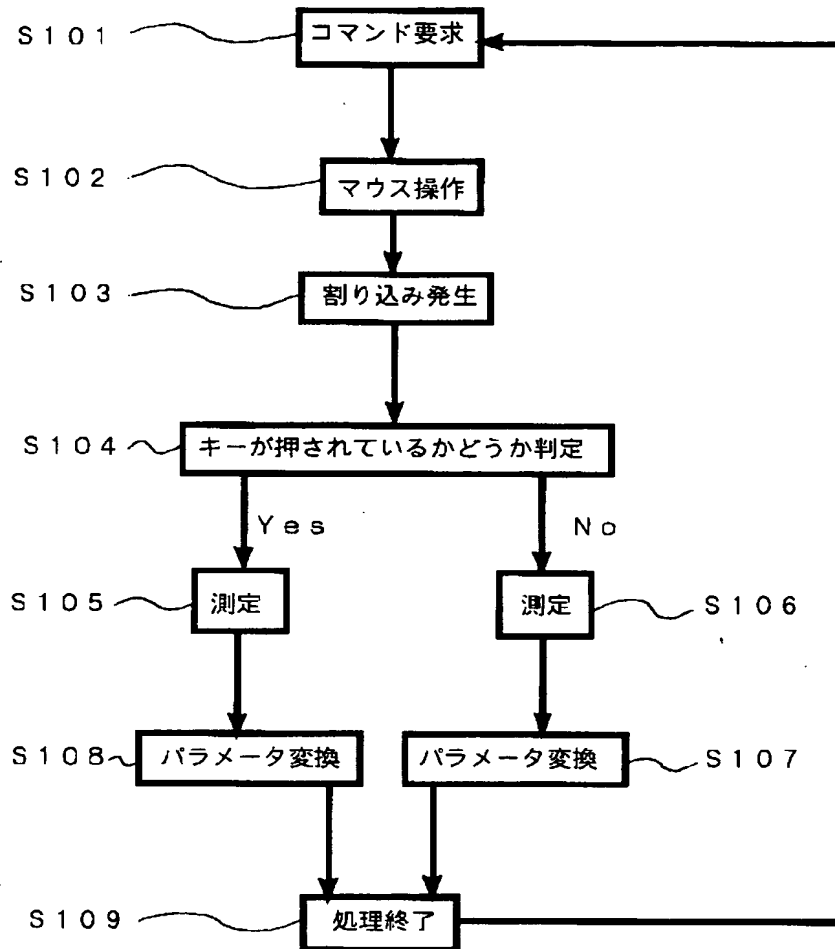 S101
コマンド要求
S102
マウス操作
S103
割り込み発生
S104
キーが押されているかどうか判定
Yes
No
S105
測定
測定
S106
S108
パラメータ変換
パラメータ変換
S107
S109
処理終了